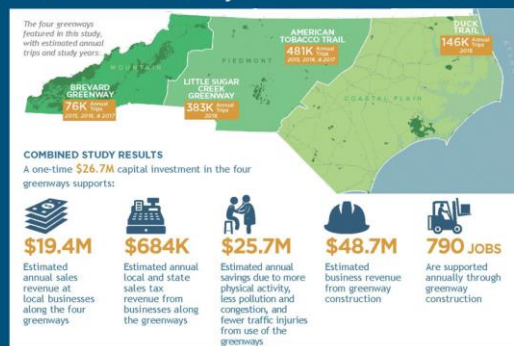 The four greenways
featured in this study,
with estimated annual
trips and study years.
MOUNTAIN
PIEDMONT
COASTAL PLAIN
BREVARD
GREENWAY
76K Annual Trips
2015, 2016, & 2017
LITTLE SUGAR
CREEK
GREENWAY
383K Annual Trips
2016
AMERICAN
TOBACCO TRAIL
481K Annual Trips
2015, 2016, & 2017
DUCK
TRAIL
146K Annual Trips
2016
COMBINED STUDY RESULTS
A one-time $26.7M capital investment in the four
greenways supports:
$19.4M
Estimated
annual sales
revenue at
local businesses
along the four
greenways
$684K
Estimated annual
local and state
sales tax
revenue from
businesses along
the greenways
$25.7M
Estimated annual
savings due to more
physical activity,
less pollution and
congestion, and
fewer traffic injuries
from use of the
greenways
$48.7M
Estimated
business revenue
from greenway
construction
790 JOBS
Are supported
annually through
greenway
construction